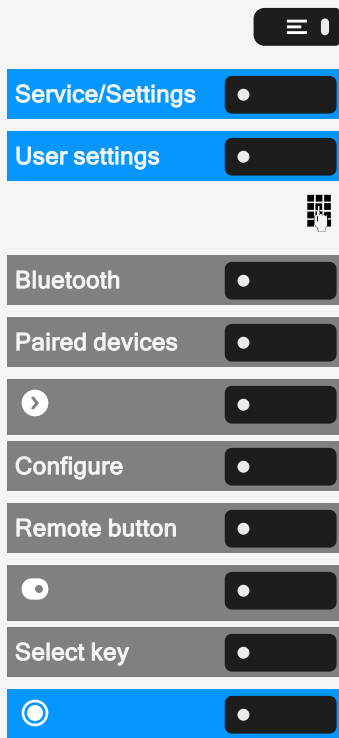 Service/Settings
User settings
Bluetooth
Paired devices
Configure
Remote button
Select key